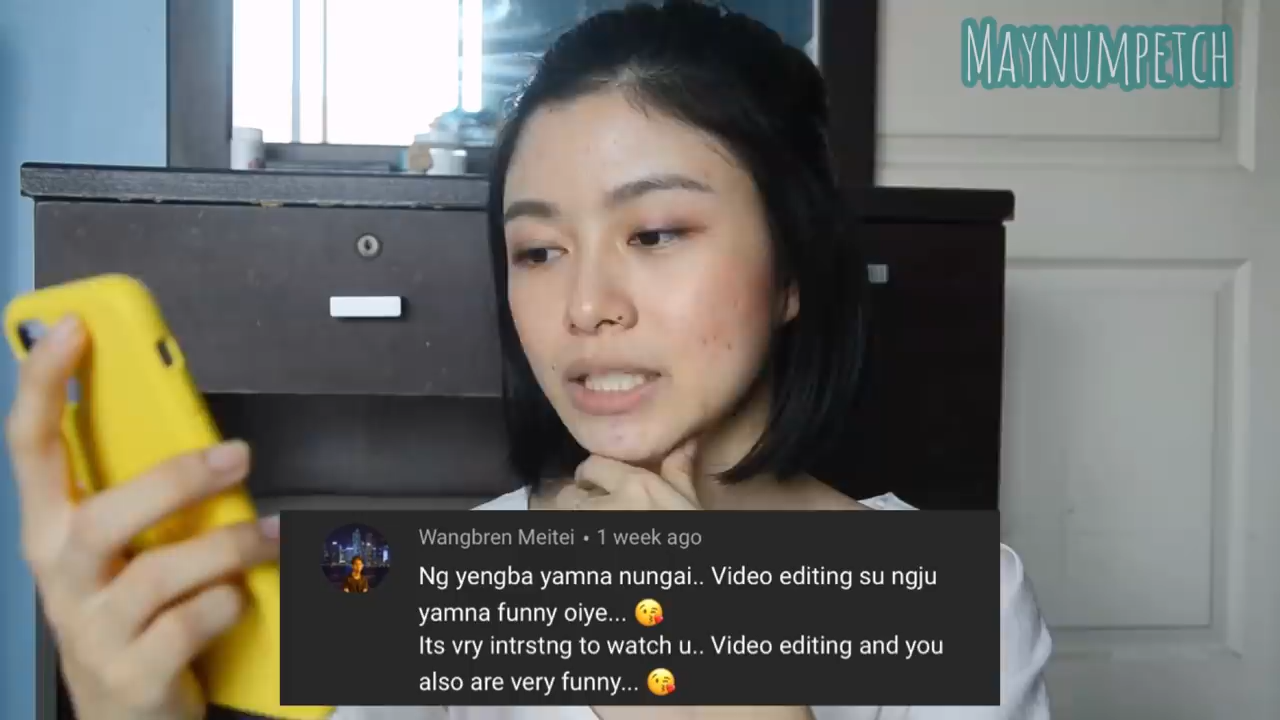 MAYNUMPETCH
Wangbren Meitei • 1 week ago
Ng yengba yamna nungai.. Video editing su ngju
yamna funny oiye... 😘
Its vry intrstng to watch u.. Video editing and you
also are very funny... 😘